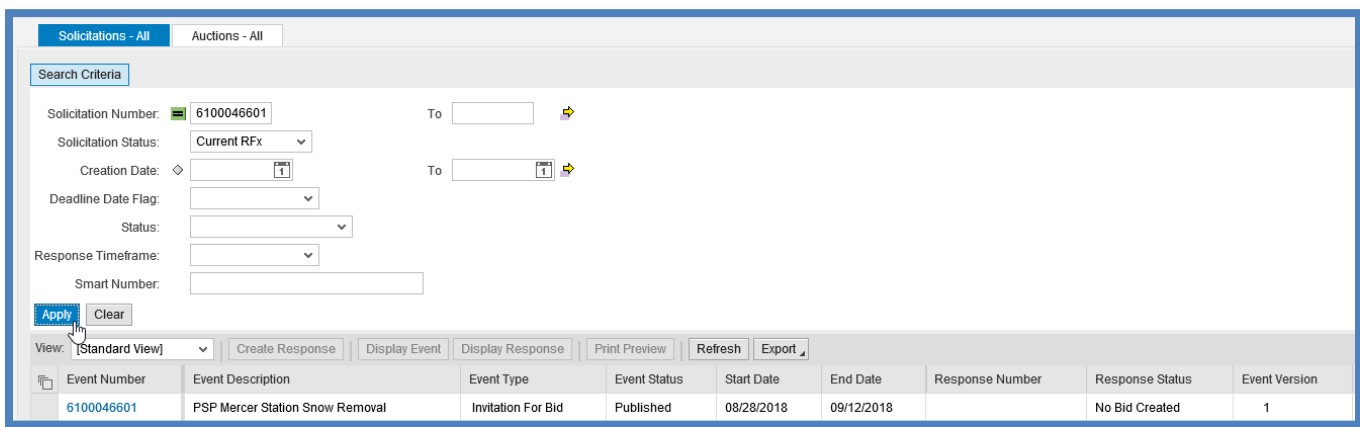 Solicitations - All Auctions - All
Search Criteria
Solicitation Number: 6100046601 To
Solicitation Status: Current RFx
Creation Date: 1 To 1
Deadline Date Flag:
Status:
Response Timeframe:
Smart Number:
Apply Clear
View: [Standard View] Create Response Display Event Display Response Print Preview Refresh Export
Event Number Event Description Event Type Event Status Start Date End Date Response Number Response Status Event Version
6100046601 PSP Mercer Station Snow Removal Invitation For Bid Published 08/28/2018 09/12/2018 No Bid Created 1